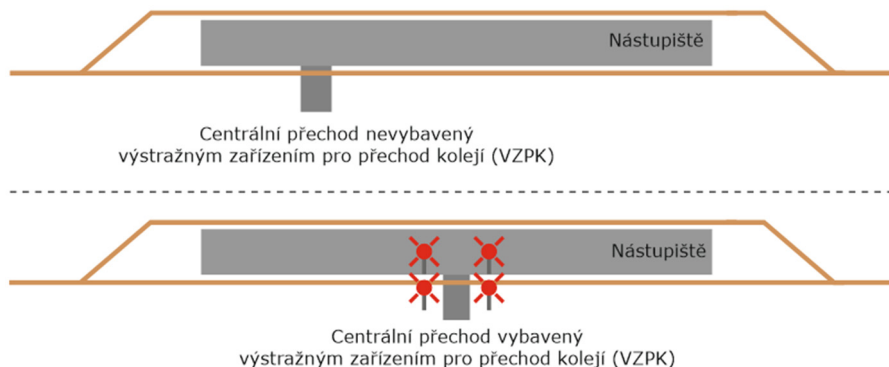 Nástupiště
Centrální přechod nevybavený
výstražným zařízením pro přechod kolejí (VZPK)
Nástupiště
Centrální přechod vybavený
výstražným zařízením pro přechod kolejí (VZPK)